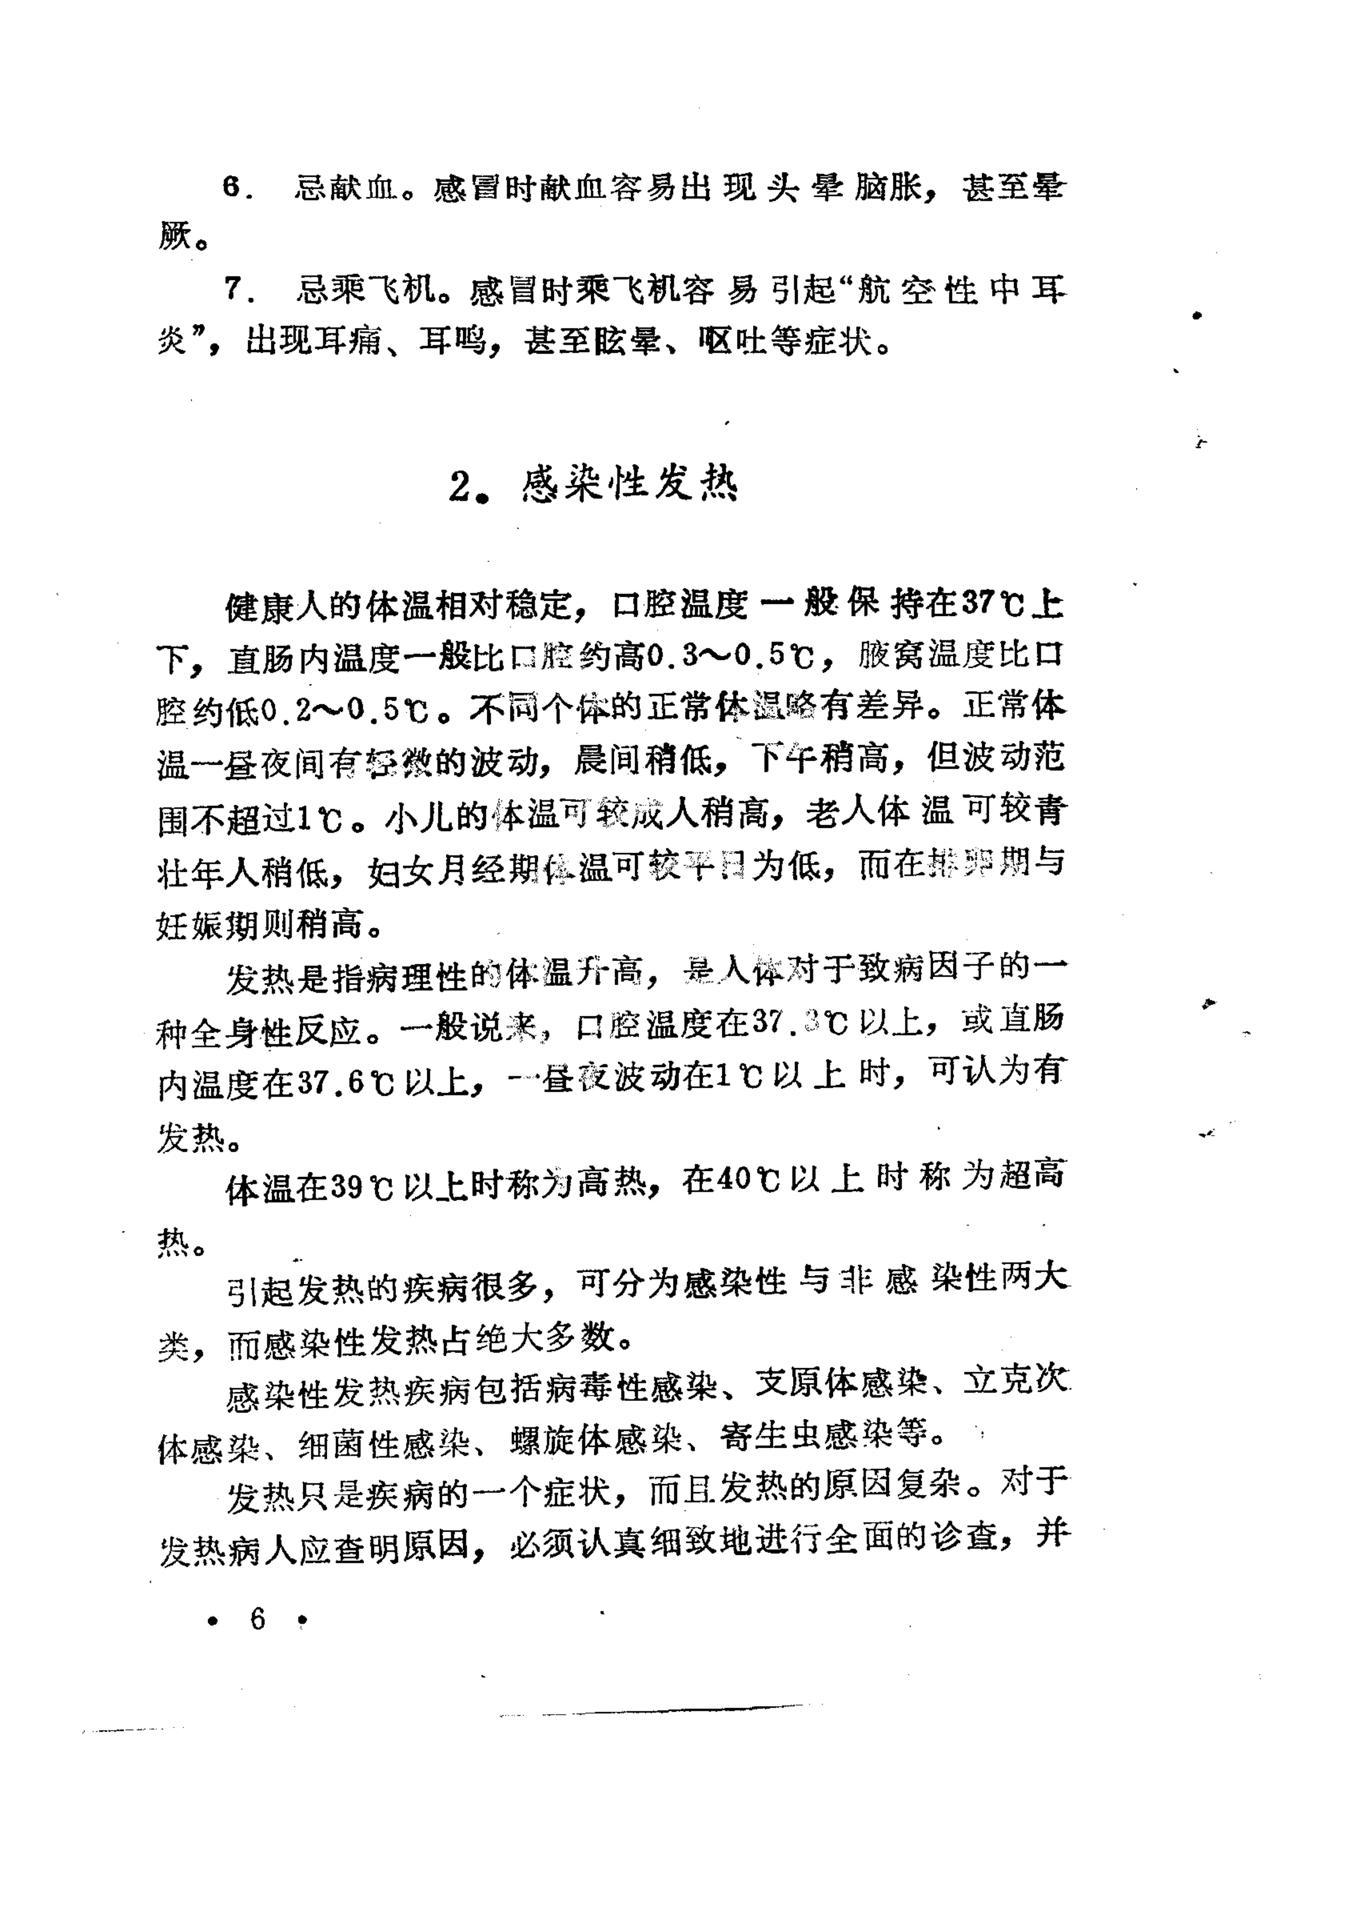 6. 忌献血。感冒时献血容易出现头晕脑胀，甚至晕
厥。
7. 忌乘飞机。感冒时乘飞机容易引起“航空性中耳
炎”，出现耳痛、耳鸣，甚至眩晕、呕吐等症状。
2。感染性发热
健康人的体温相对稳定，口腔温度一般保持在37℃上
下，直肠内温度一般比口腔约高0.3～0.5℃，腋窝温度比口
腔约低0.2～0.5℃。不同个体的正常体温略有差异。正常体
温一昼夜间有轻微的波动，晨间稍低，下午稍高，但波动范
围不超过1℃。小儿的体温可较成人稍高，老人体温可较青
壮年人稍低，妇女月经期体温可较平日为低，而在排卵期与
妊娠期则稍高。
发热是指病理性的体温升高，是人体对于致病因子的一
种全身性反应。一般说来，口腔温度在37.3℃以上，或直肠
内温度在37.6℃以上，一昼夜波动在1℃以上时，可认为有
发热。
体温在39℃以上时称为高热，在40℃以上时称为超高
热。
引起发热的疾病很多，可分为感染性与非感染性两大
类，而感染性发热占绝大多数。
感染性发热疾病包括病毒性感染、支原体感染、立克次
体感染、细菌性感染、螺旋体感染、寄生虫感染等。
发热只是疾病的一个症状，而且发热的原因复杂。对于
发热病人应查明原因，必须认真细致地进行全面的诊查，并
• 6 •